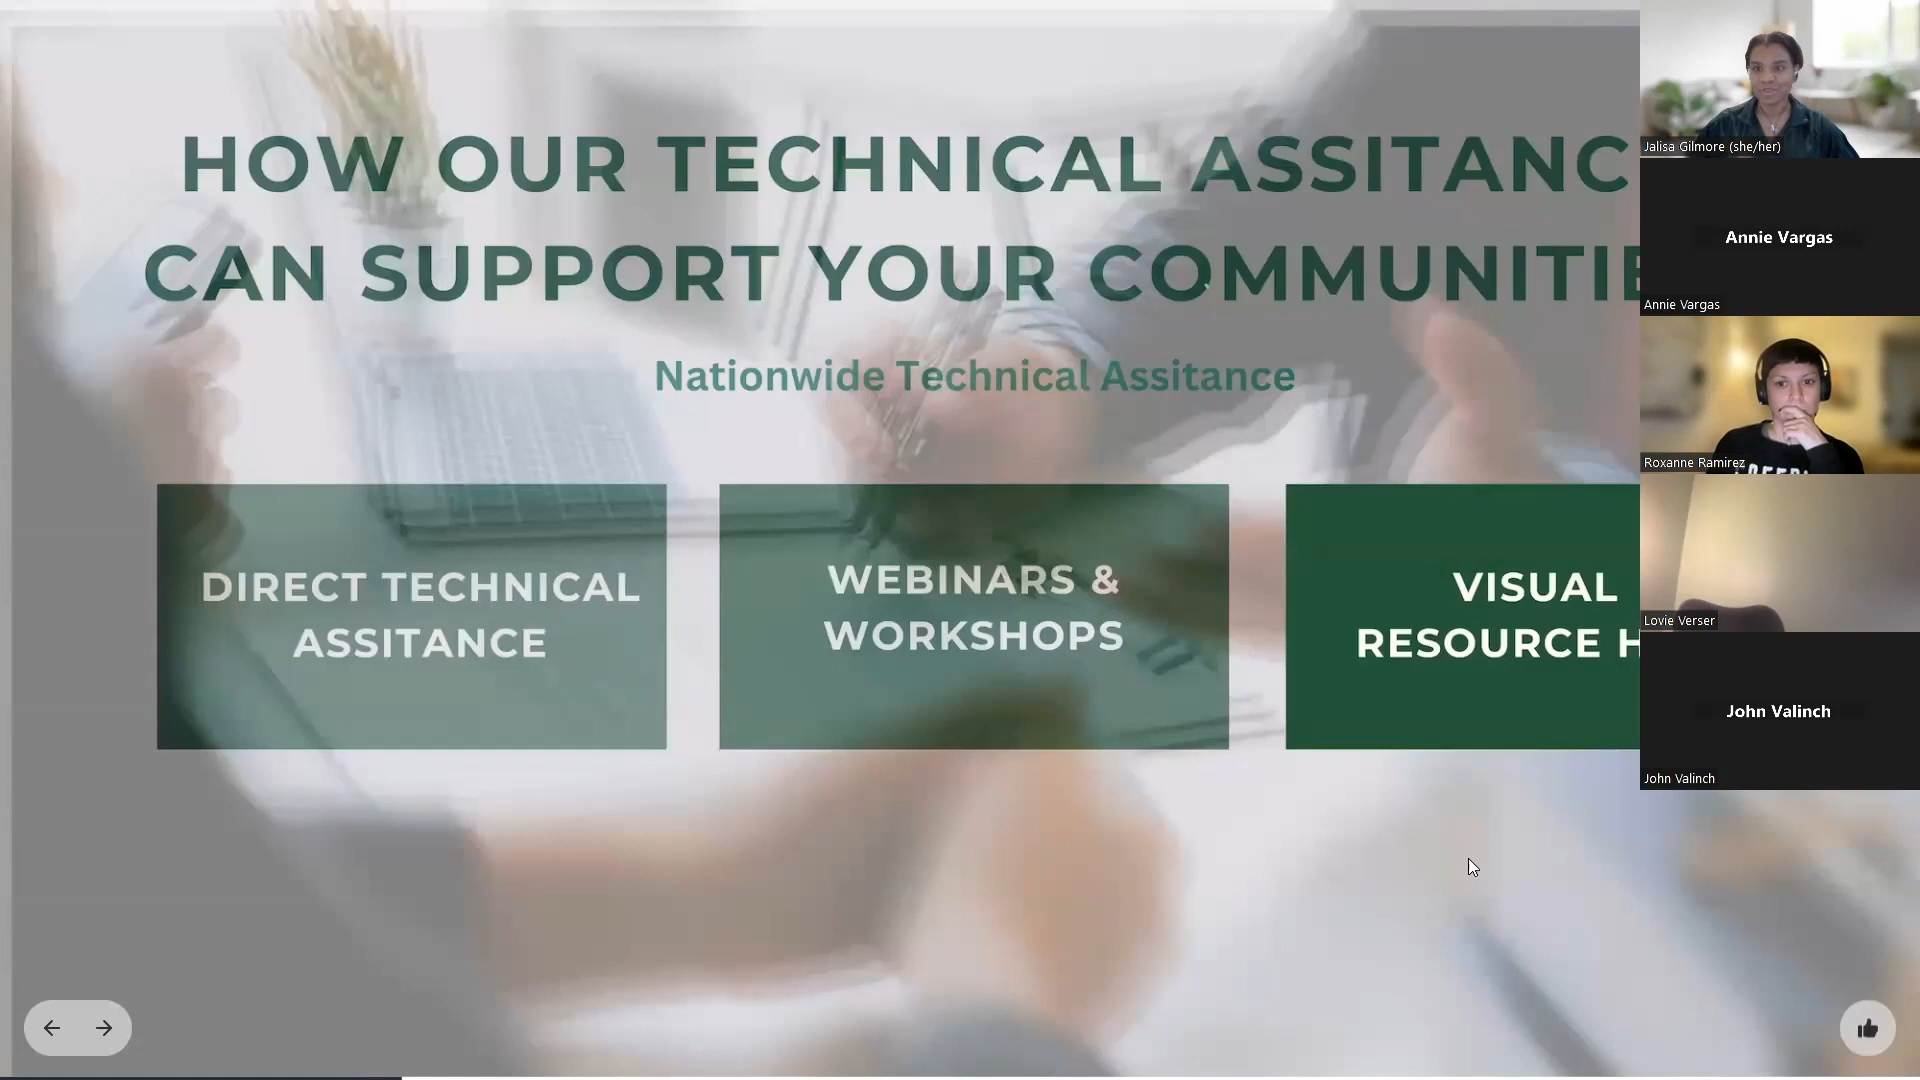 HOW OUR TECHNICAL ASSITANC
CAN SUPPORT YOUR COMMUNITIE
Nationwide Technical Assitance
DIRECT TECHNICAL
ASSITANCE
WEBINARS &
WORKSHOPS
VISUAL
RESOURCE H
Jalisa Gilmore (she/her)
Annie Vargas
Annie Vargas
Roxanne Ramirez
Lovie Verser
John Valinch
John Valinch